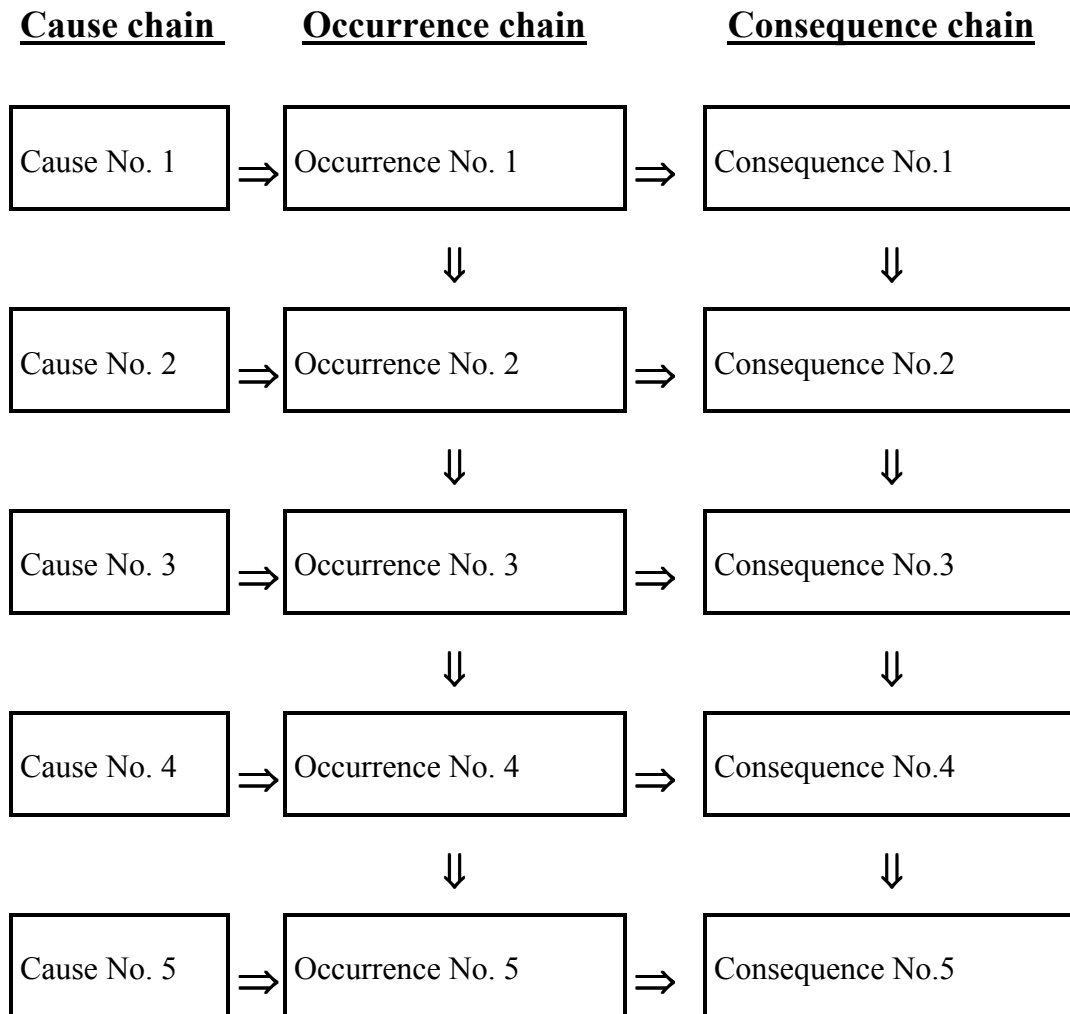 Cause chain Occurrence chain Consequence chain
Cause No. 1 ⇒ Occurrence No. 1 ⇒ Consequence No.1
⇓ ⇓
Cause No. 2 ⇒ Occurrence No. 2 ⇒ Consequence No.2
⇓ ⇓
Cause No. 3 ⇒ Occurrence No. 3 ⇒ Consequence No.3
⇓ ⇓
Cause No. 4 ⇒ Occurrence No. 4 ⇒ Consequence No.4
⇓ ⇓
Cause No. 5 ⇒ Occurrence No. 5 ⇒ Consequence No.5